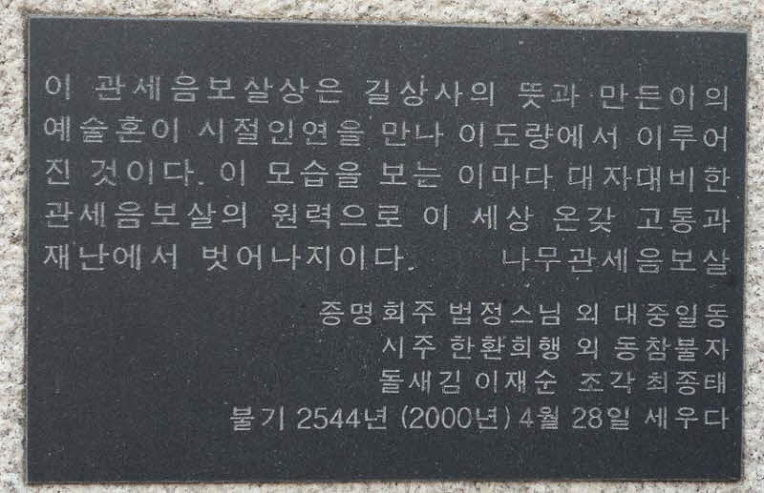 이 관세음보살상은 길상사의 뜻과 만든이의
예술혼이 시절인연을 만나 이도량에서 이루어
진 것이다. 이 모습을 보는 이마다 대자대비한
관세음보살의 원력으로 이 세상 온갖 고통과
재난에서 벗어나지이다. 나무관세음보살
증명회주 법정스님 외 대중일동
시주 한환희행 외 동참불자
돌새김 이재순 조각 최종태
불기 2544년 (2000년) 4월 28일 세우다